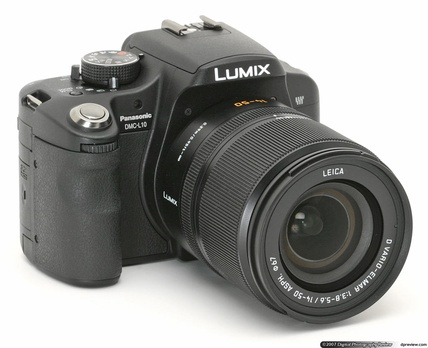 LUMIX
Panasonic
DMC-L10
14-50
LUMIX
LEICA
D VARIO-ELMAR 1:3.8-5.6 / 14-50 ASPH. Φ67
©2007 Digital Photography Review
dpreview.com